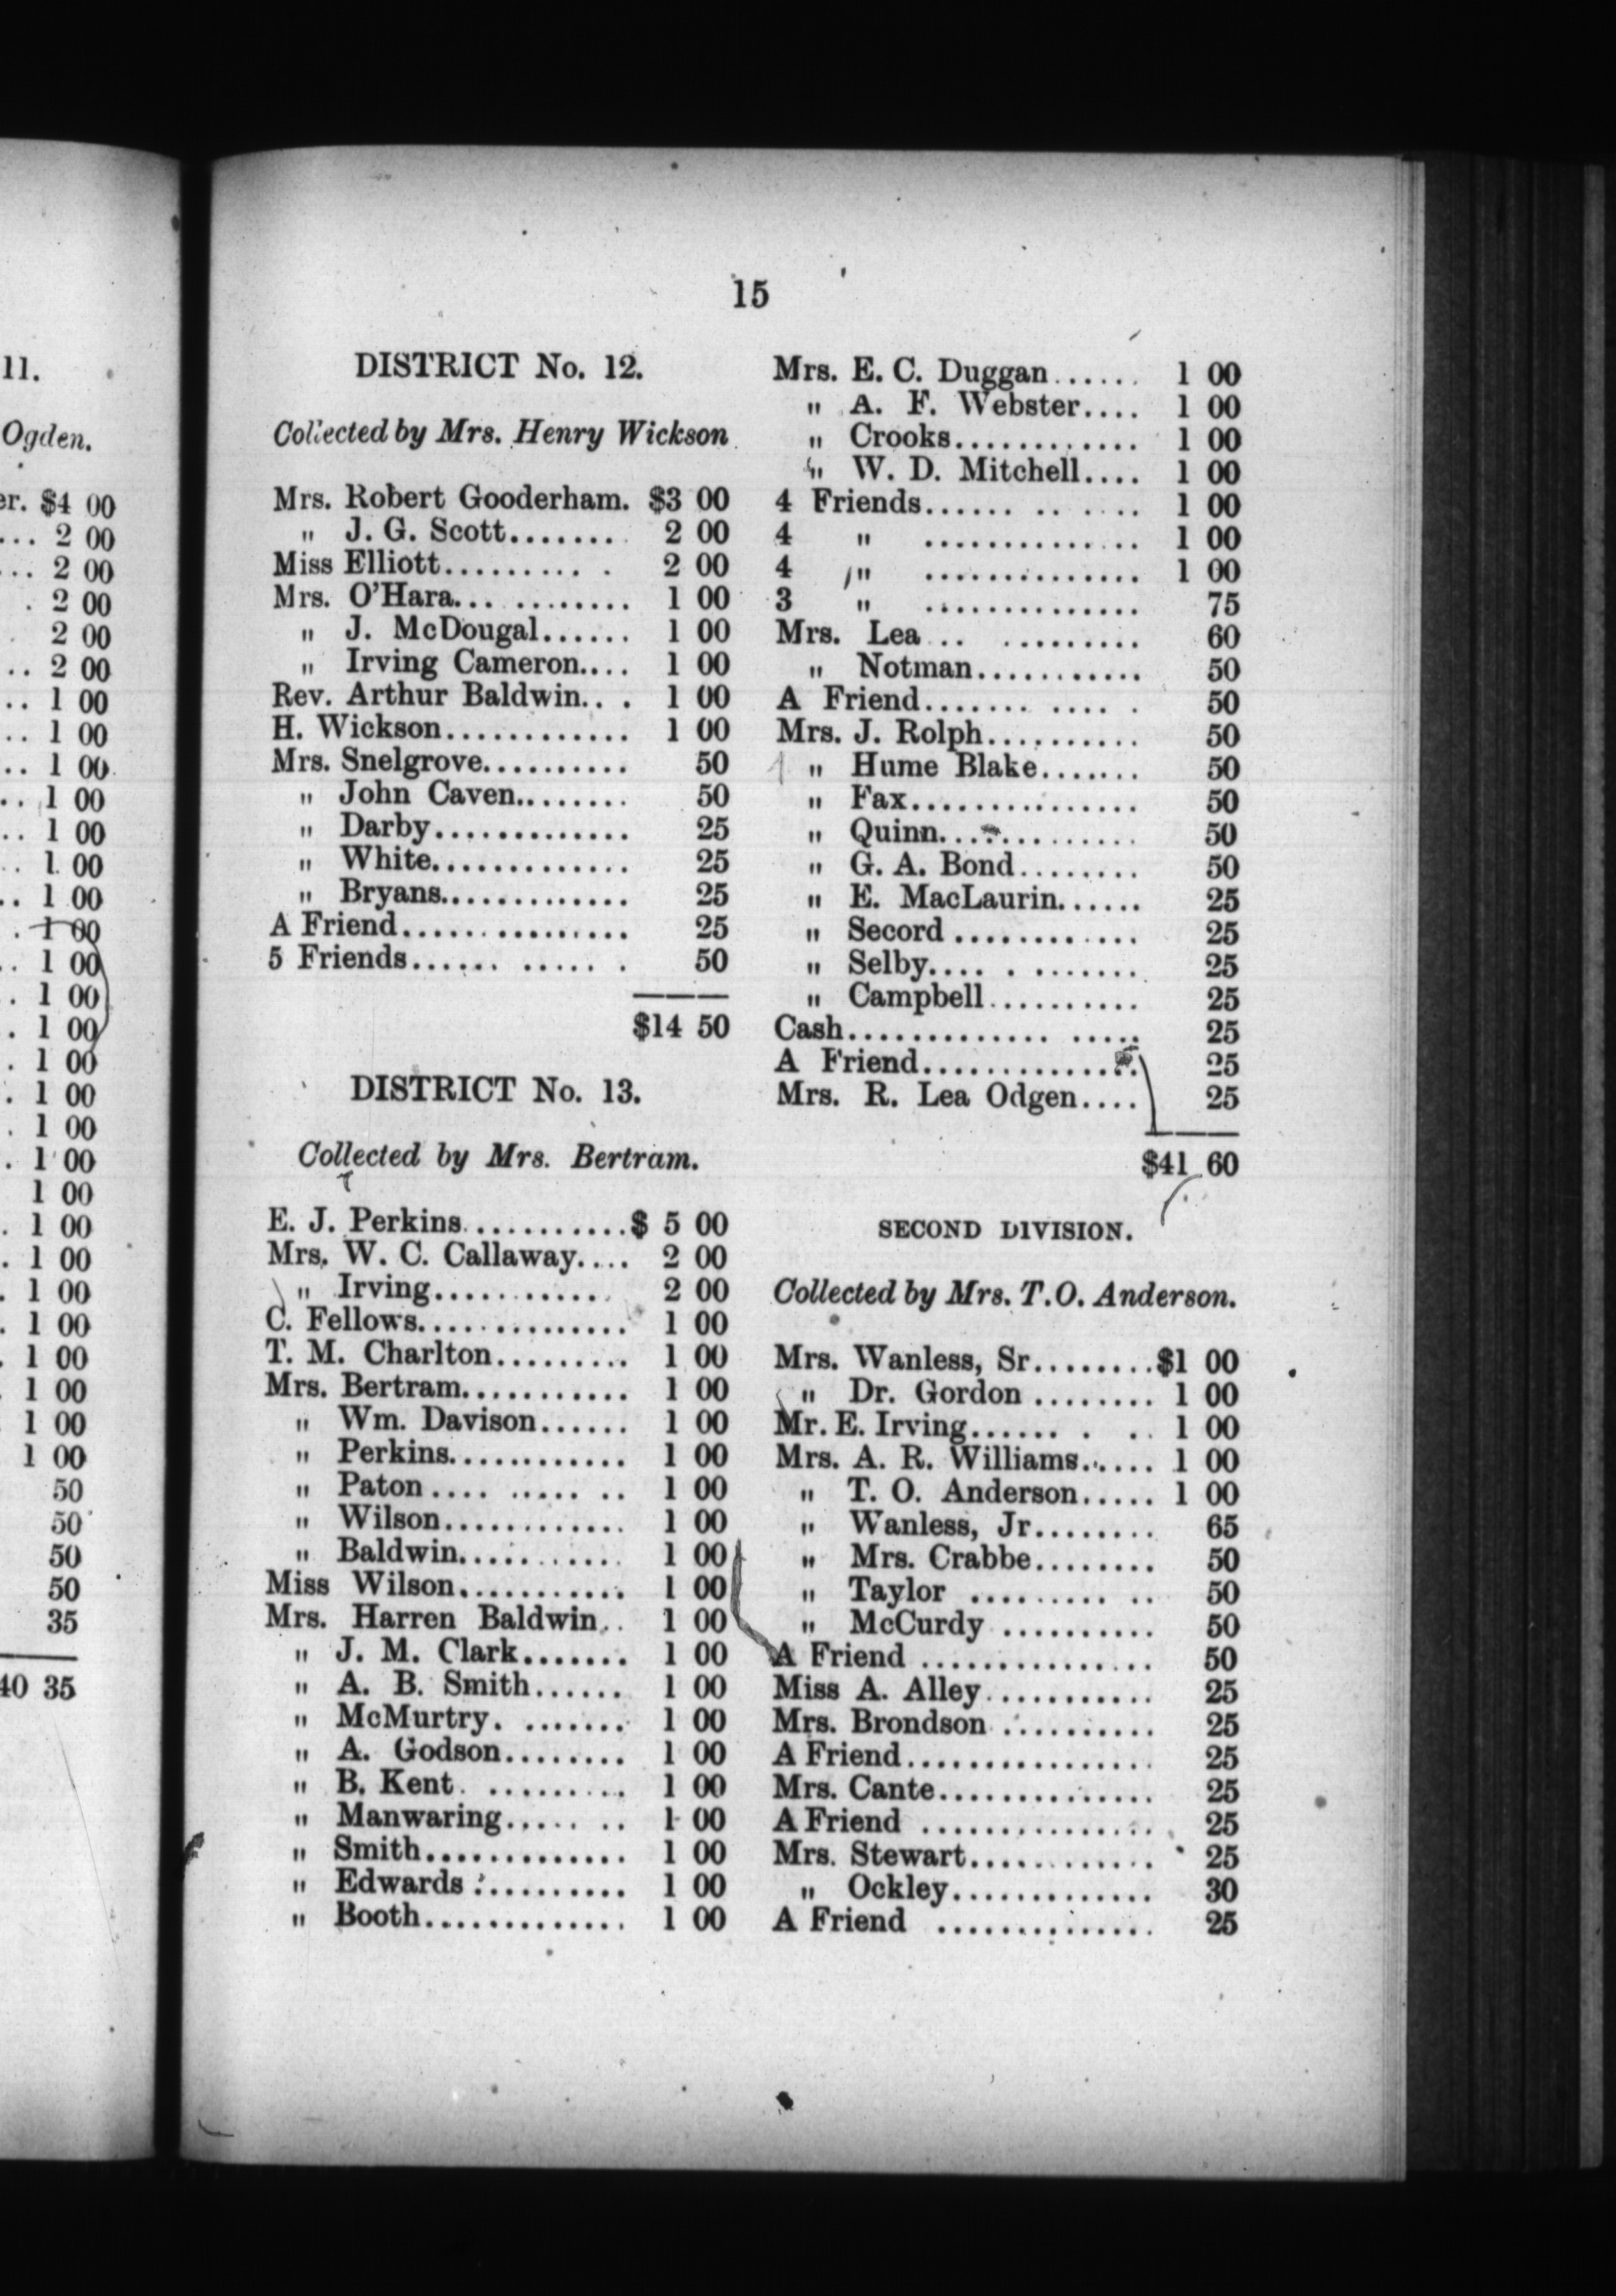 11.
Ogden.
er. $4 00
... 2 00
... 2 00
. 2 00
2 00
.. 2 00
.. 1 00
.. 1 00
.. 1 00
.. 1 00
.. 1 00
.. 1 00
.. 1 00
. 1 00
.. 1 00
. 1 00
. 1 00
. 1 00
. 1 00
. 1 00
. 1 00
1 00
. 1 00
. 1 00
. 1 00
. 1 00
. 1 00
. 1 00
1 00
1 00
50
50
50
50
35
40 35
15
DISTRICT No. 12.
Collected by Mrs. Henry Wickson
Mrs. Robert Gooderham. $3 00
" J. G. Scott....... 2 00
Miss Elliott.......... . 2 00
Mrs. O'Hara... ......... 1 00
" J. McDougal...... 1 00
" Irving Cameron.... 1 00
Rev. Arthur Baldwin.. . 1 00
H. Wickson............ 1 00
Mrs. Snelgrove.......... 50
" John Caven........ 50
" Darby............. 25
" White............. 25
" Bryans............. 25
A Friend............... 25
5 Friends...... ...... . 50
$14 50
DISTRICT No. 13.
Collected by Mrs. Bertram.
E. J. Perkins...........$ 5 00
Mrs. W. C. Callaway.... 2 00
" Irving........... 2 00
C. Fellows.............. 1 00
T. M. Charlton......... 1 00
Mrs. Bertram........... 1 00
" Wm. Davison...... 1 00
" Perkins............ 1 00
" Paton.... ...... .. 1 00
" Wilson............ 1 00
" Baldwin........... 1 00
Miss Wilson........... 1 00
Mrs. Harren Baldwin.. 1 00
" J. M. Clark....... 1 00
" A. B. Smith...... 1 00
" McMurtry. ....... 1 00
" A. Godson........ 1 00
" B. Kent. ......... 1 00
" Manwaring..... .. 1 00
" Smith............. 1 00
" Edwards .......... 1 00
" Booth............. 1 00
Mrs. E. C. Duggan...... 1 00
" A. F. Webster.... 1 00
" Crooks............ 1 00
" W. D. Mitchell.... 1 00
4 Friends...... .. .... 1 00
4 " .............. 1 00
4 " .............. 1 00
3 " .............. 75
Mrs. Lea... ......... 60
" Notman........... 50
A Friend....... .... . 50
Mrs. J. Rolph.......... 50
" Hume Blake....... 50
" Fax............... 50
" Quinn............. 50
" G. A. Bond........ 50
" E. MacLaurin...... 25
" Secord ............ 25
" Selby.... . ....... 25
" Campbell.......... 25
Cash.............. ..... 25
A Friend............... 25
Mrs. R. Lea Odgen.... 25
$41 60
SECOND DIVISION.
Collected by Mrs. T.O. Anderson.
Mrs. Wanless, Sr........$1 00
" Dr. Gordon ........ 1 00
Mr. E. Irving...... . .. 1 00
Mrs. A. R. Williams...... 1 00
" T. O. Anderson..... 1 00
" Wanless, Jr........ 65
" Mrs. Crabbe........ 50
" Taylor ......... .. 50
" McCurdy .......... 50
A Friend ................ 50
Miss A. Alley........... 25
Mrs. Brondson .......... 25
A Friend................. 25
Mrs. Cante.............. 25
A Friend ................ 25
Mrs. Stewart............ 25
" Ockley............. 30
A Friend .............. 25